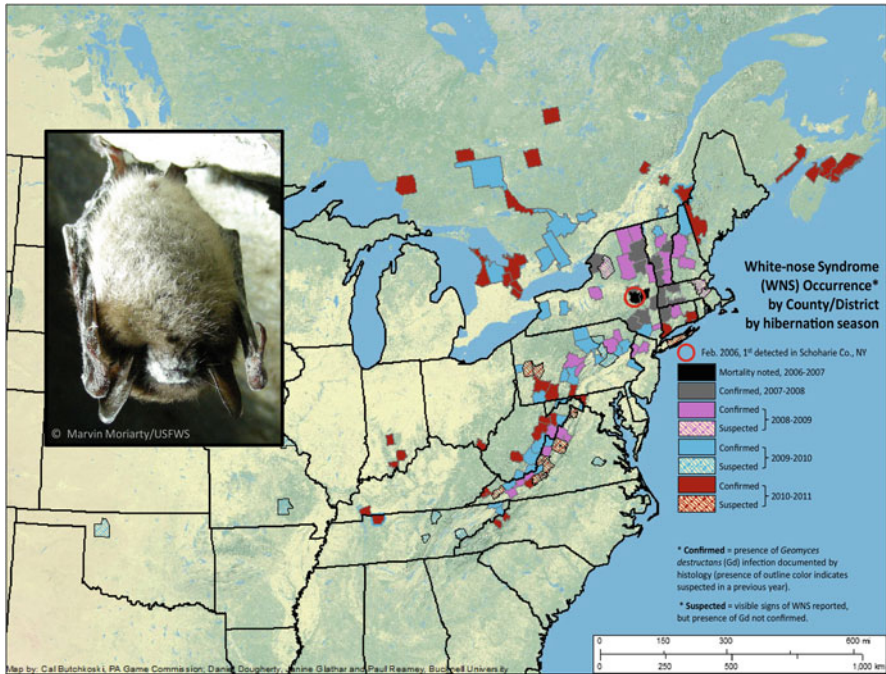 © Marvin Moriarty/USFWS
White-nose Syndrome
(WNS) Occurrence*
by County/District
by hibernation season
Feb. 2006, 1st detected in Schoharie Co., NY
Mortality noted, 2006-2007
Confirmed, 2007-2008
Confirmed
Suspected
2008-2009
Confirmed
Suspected
2009-2010
Confirmed
Suspected
2010-2011
* Confirmed = presence of Geomyces
destructans (Gd) infection documented by
histology (presence of outline color indicates
suspected in a previous year).
* Suspected = visible signs of WNS reported,
but presence of Gd not confirmed.
0 150 300 600 mi
0 250 500 1,000 km
Map by: Cal Butchkoski, PA Game Commission; Daniel Dougherty, Janine Glathar and Paul Reamey, Bucknell University